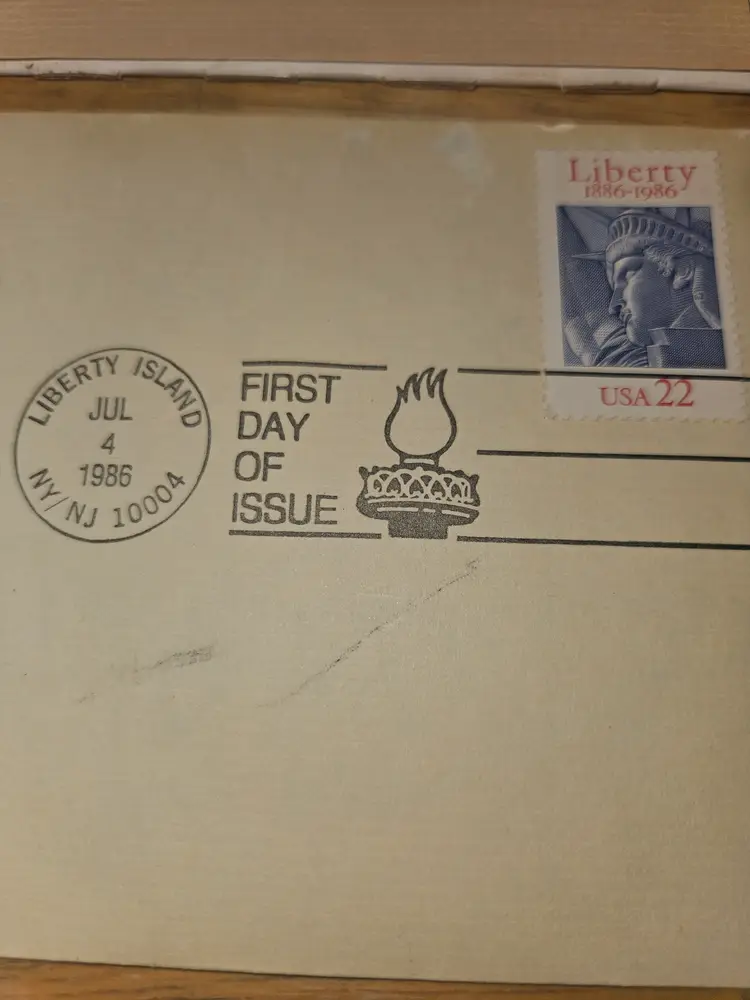 Liberty
1886-1986
USA 22
LIBERTY ISLAND
JUL
4
1986
NY/NJ 10004
FIRST
DAY
OF
ISSUE